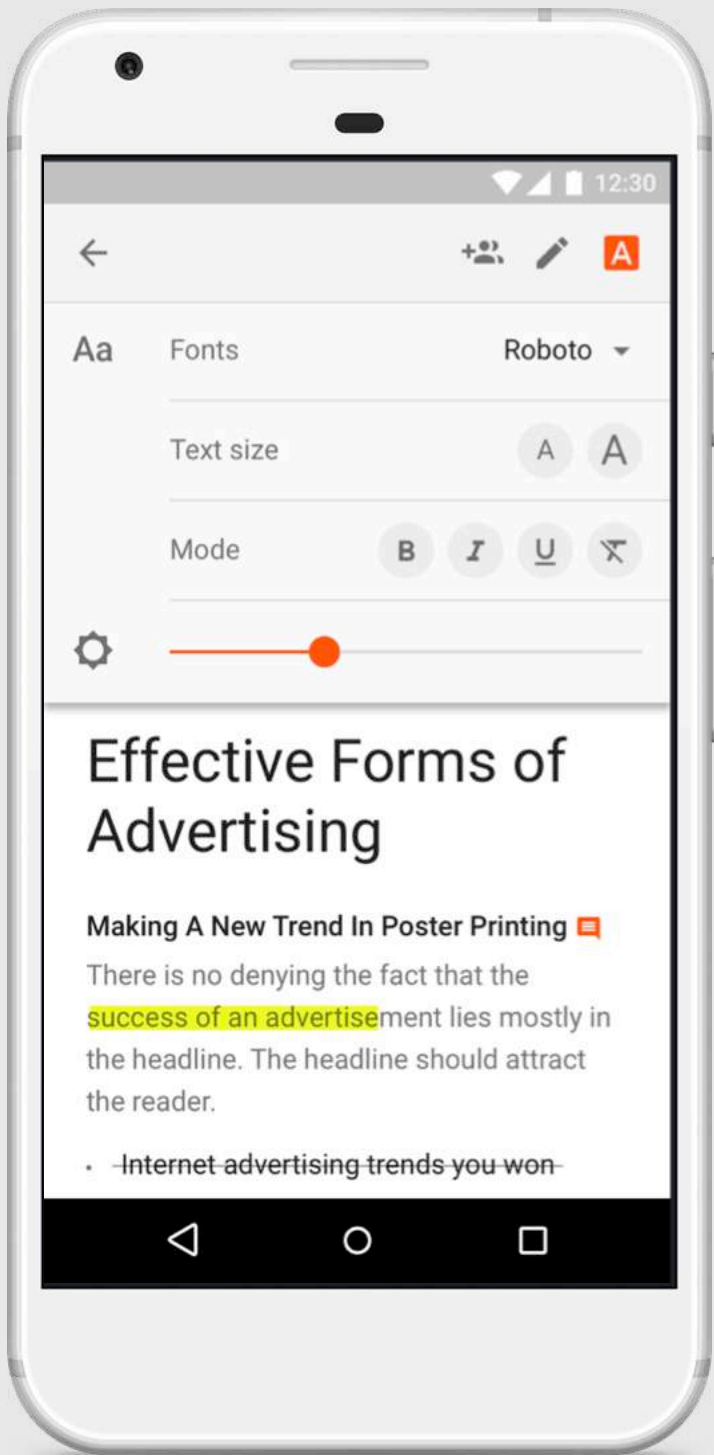 12:30
A
Aa Fonts Roboto
Text size A A
Mode B I U T
Effective Forms of
Advertising
Making A New Trend In Poster Printing
There is no denying the fact that the
success of an advertisement lies mostly in
the headline. The headline should attract
the reader.
· Internet advertising trends you won